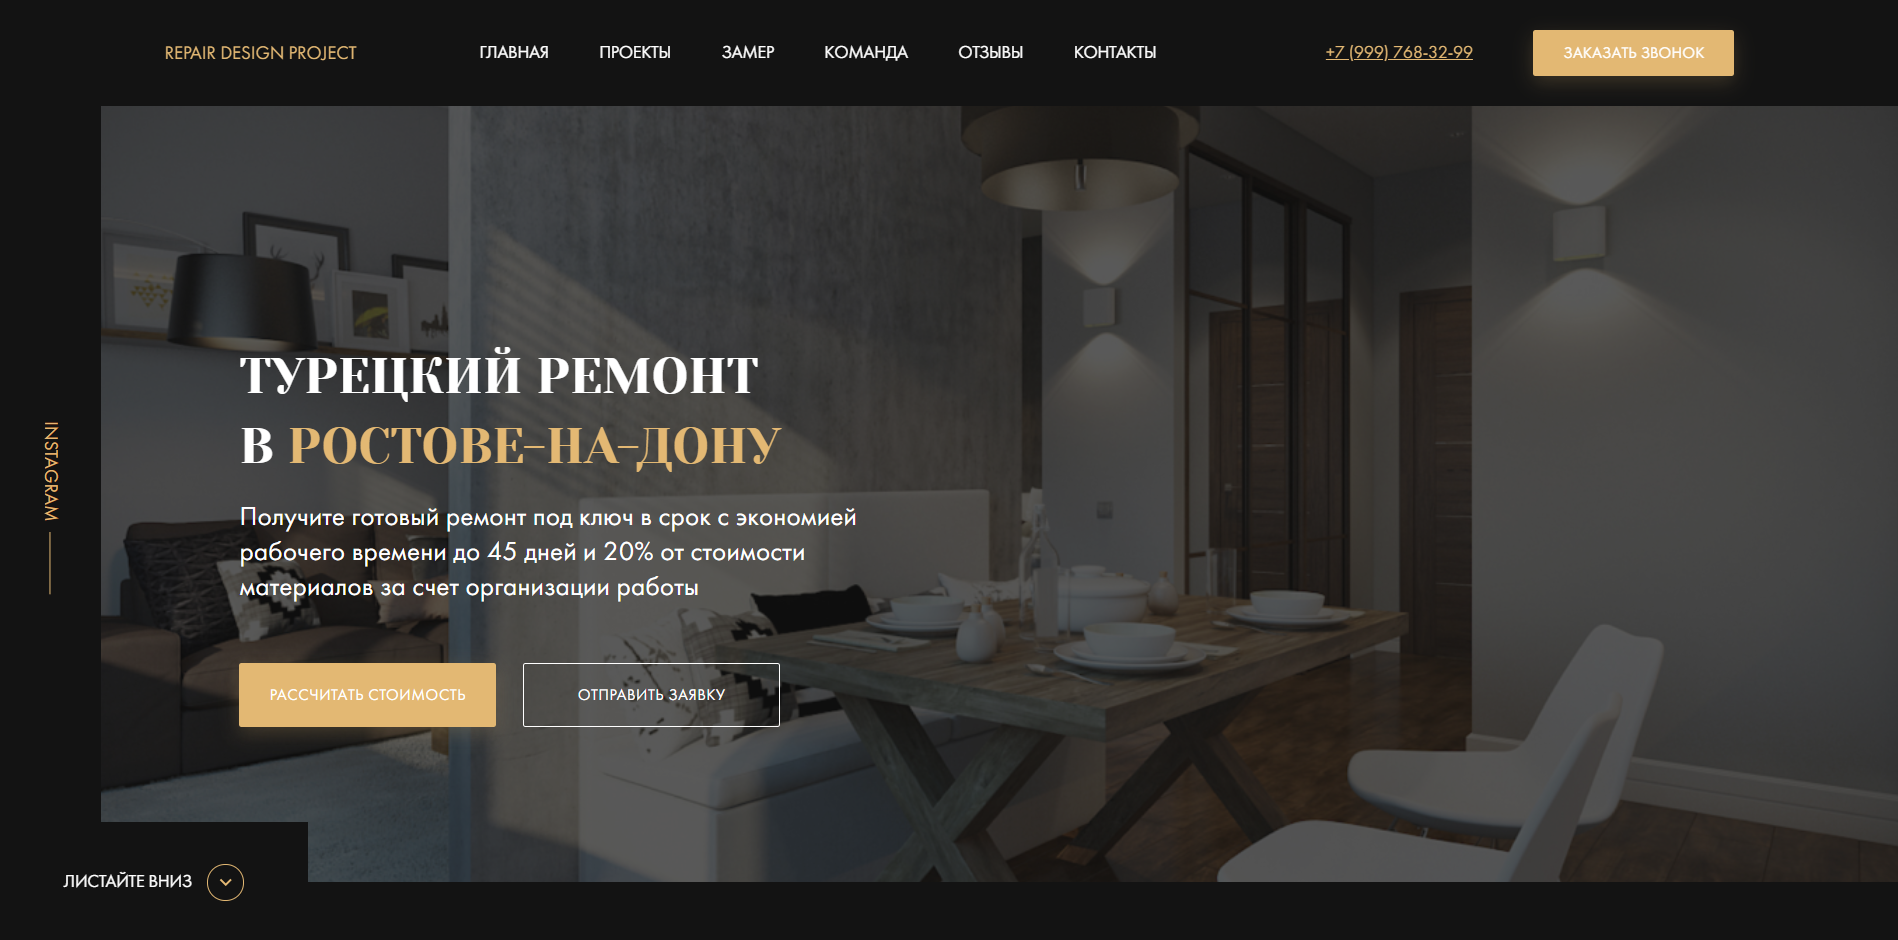 REPAIR DESIGN PROJECT
ГЛАВНАЯ
ПРОЕКТЫ
ЗАМЕР
КОМАНДА
ОТЗЫВЫ
КОНТАКТЫ
+7 (999) 768-32-99
ЗАКАЗАТЬ ЗВОНОК
INSTAGRAM
ТУРЕЦКИЙ РЕМОНТ
В РОСТОВЕ-НА-ДОНУ
Получите готовый ремонт под ключ в срок с экономией
рабочего времени до 45 дней и 20% от стоимости
материалов за счет организации работы
РАССЧИТАТЬ СТОИМОСТЬ
ОТПРАВИТЬ ЗАЯВКУ
ЛИСТАЙТЕ ВНИЗ